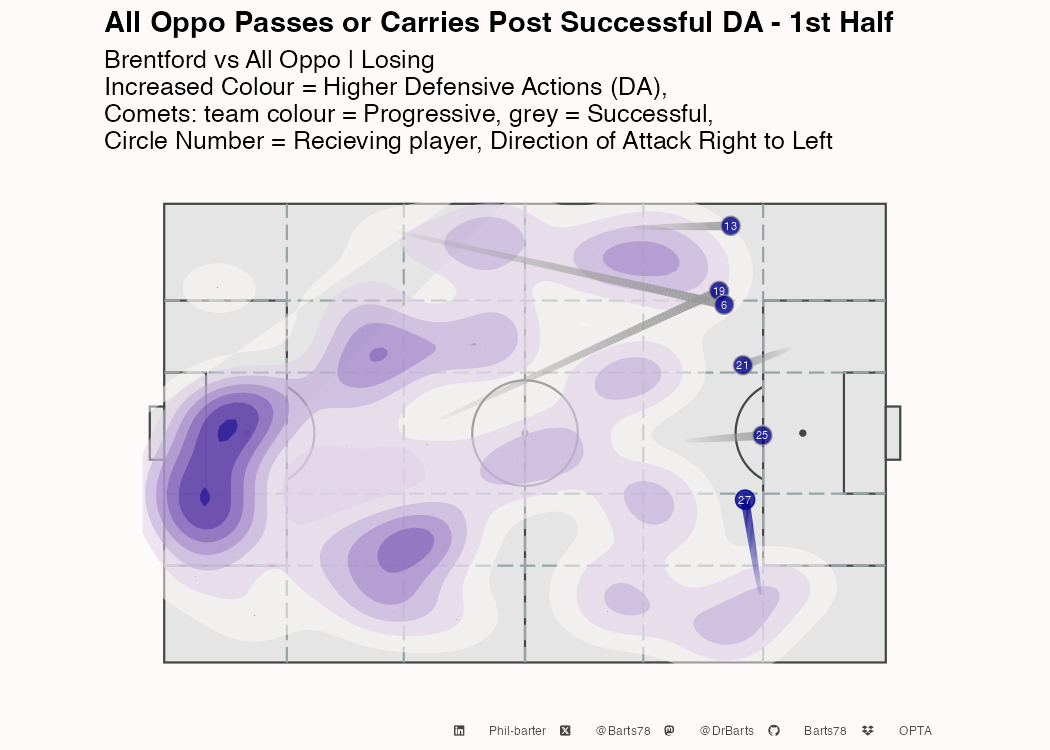 All Oppo Passes or Carries Post Successful DA - 1st Half
Brentford vs All Oppo | Losing
Increased Colour = Higher Defensive Actions (DA),
Comets: team colour = Progressive, grey = Successful,
Circle Number = Recieving player, Direction of Attack Right to Left
13
19
6
21
25
27
Phil-barter @Barts78 @DrBarts Barts78 OPTA